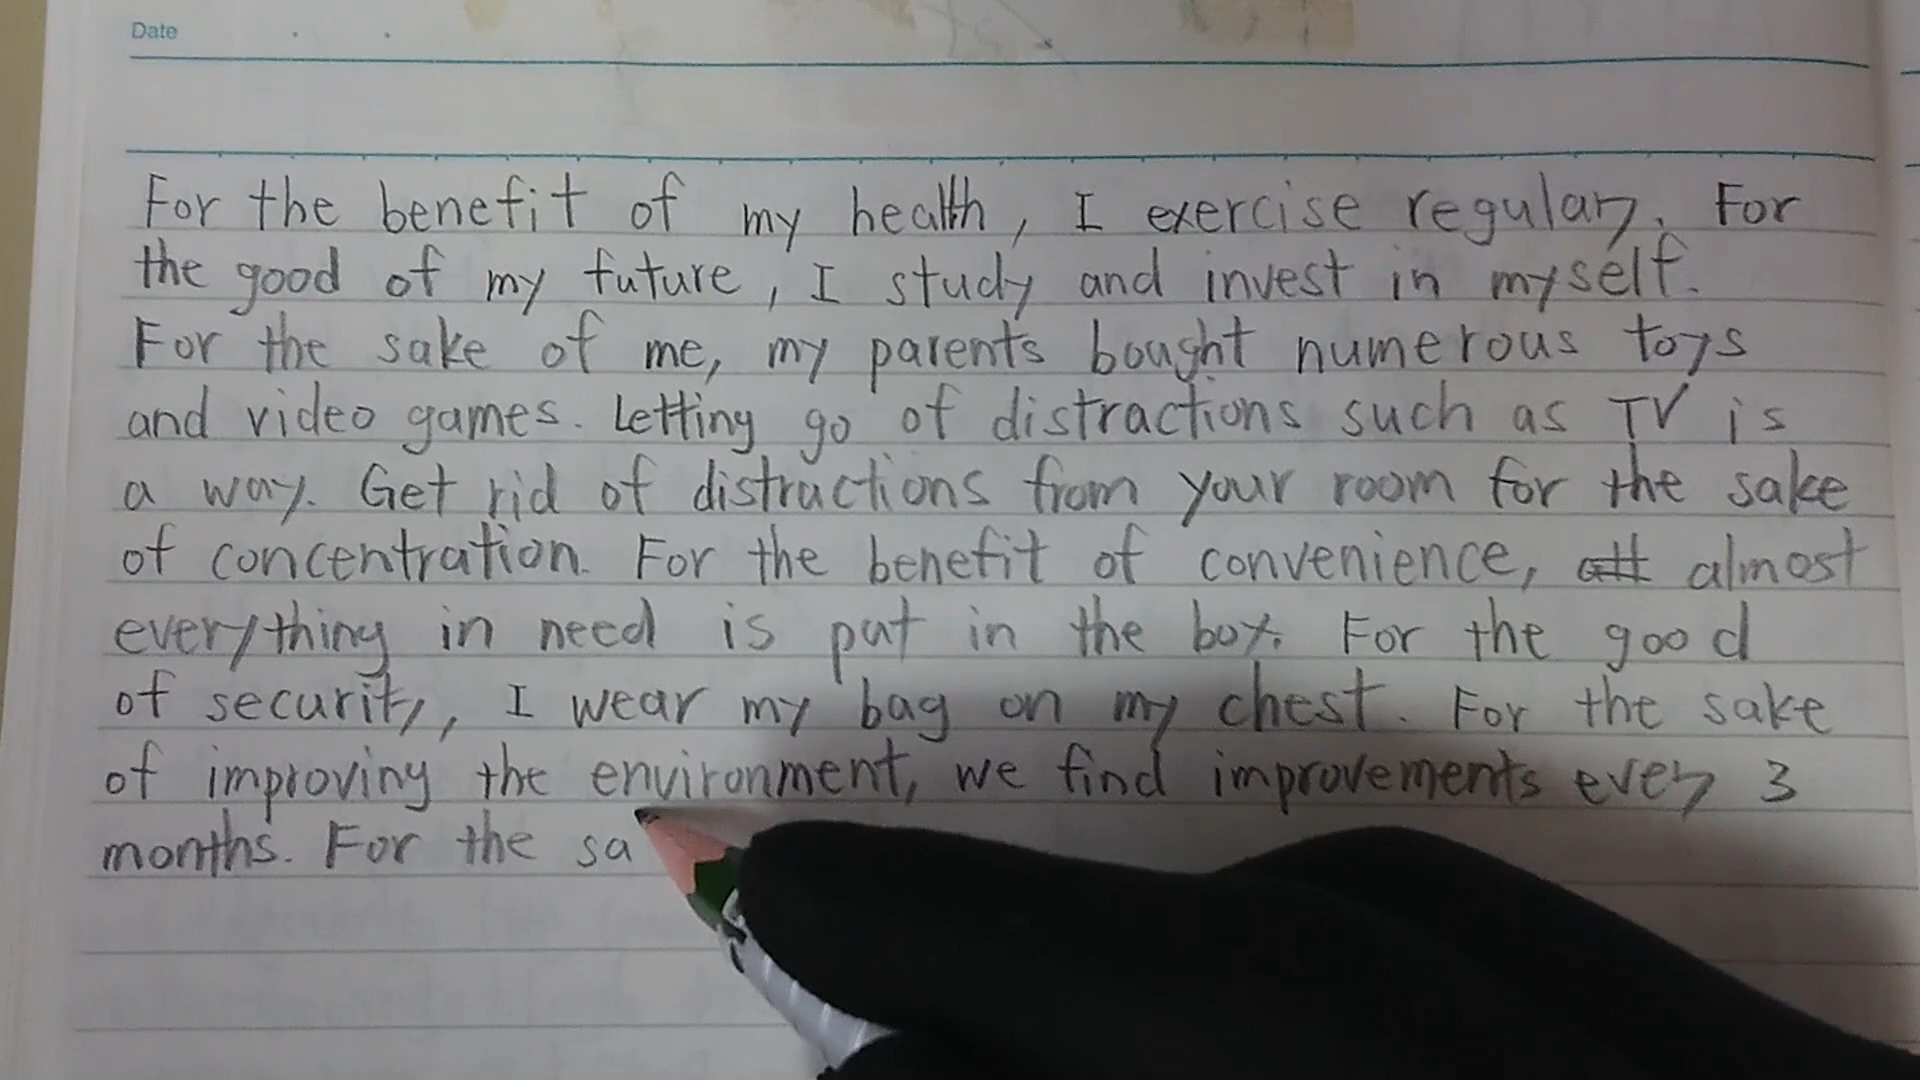 Date
For the benefit of my health, I exercise regulary. For
the good of my future, I study and invest in myself.
For the sake of me, my parents bought numerous toys
and video games. Letting go of distractions such as TV is
a way. Get rid of distractions from your room for the sake
of concentration. For the benefit of convenience, almost
everything in need is put in the box. For the good
of security, I wear my bag on my chest. For the sake
of improving the environment, we find improvements every 3
months. For the sa